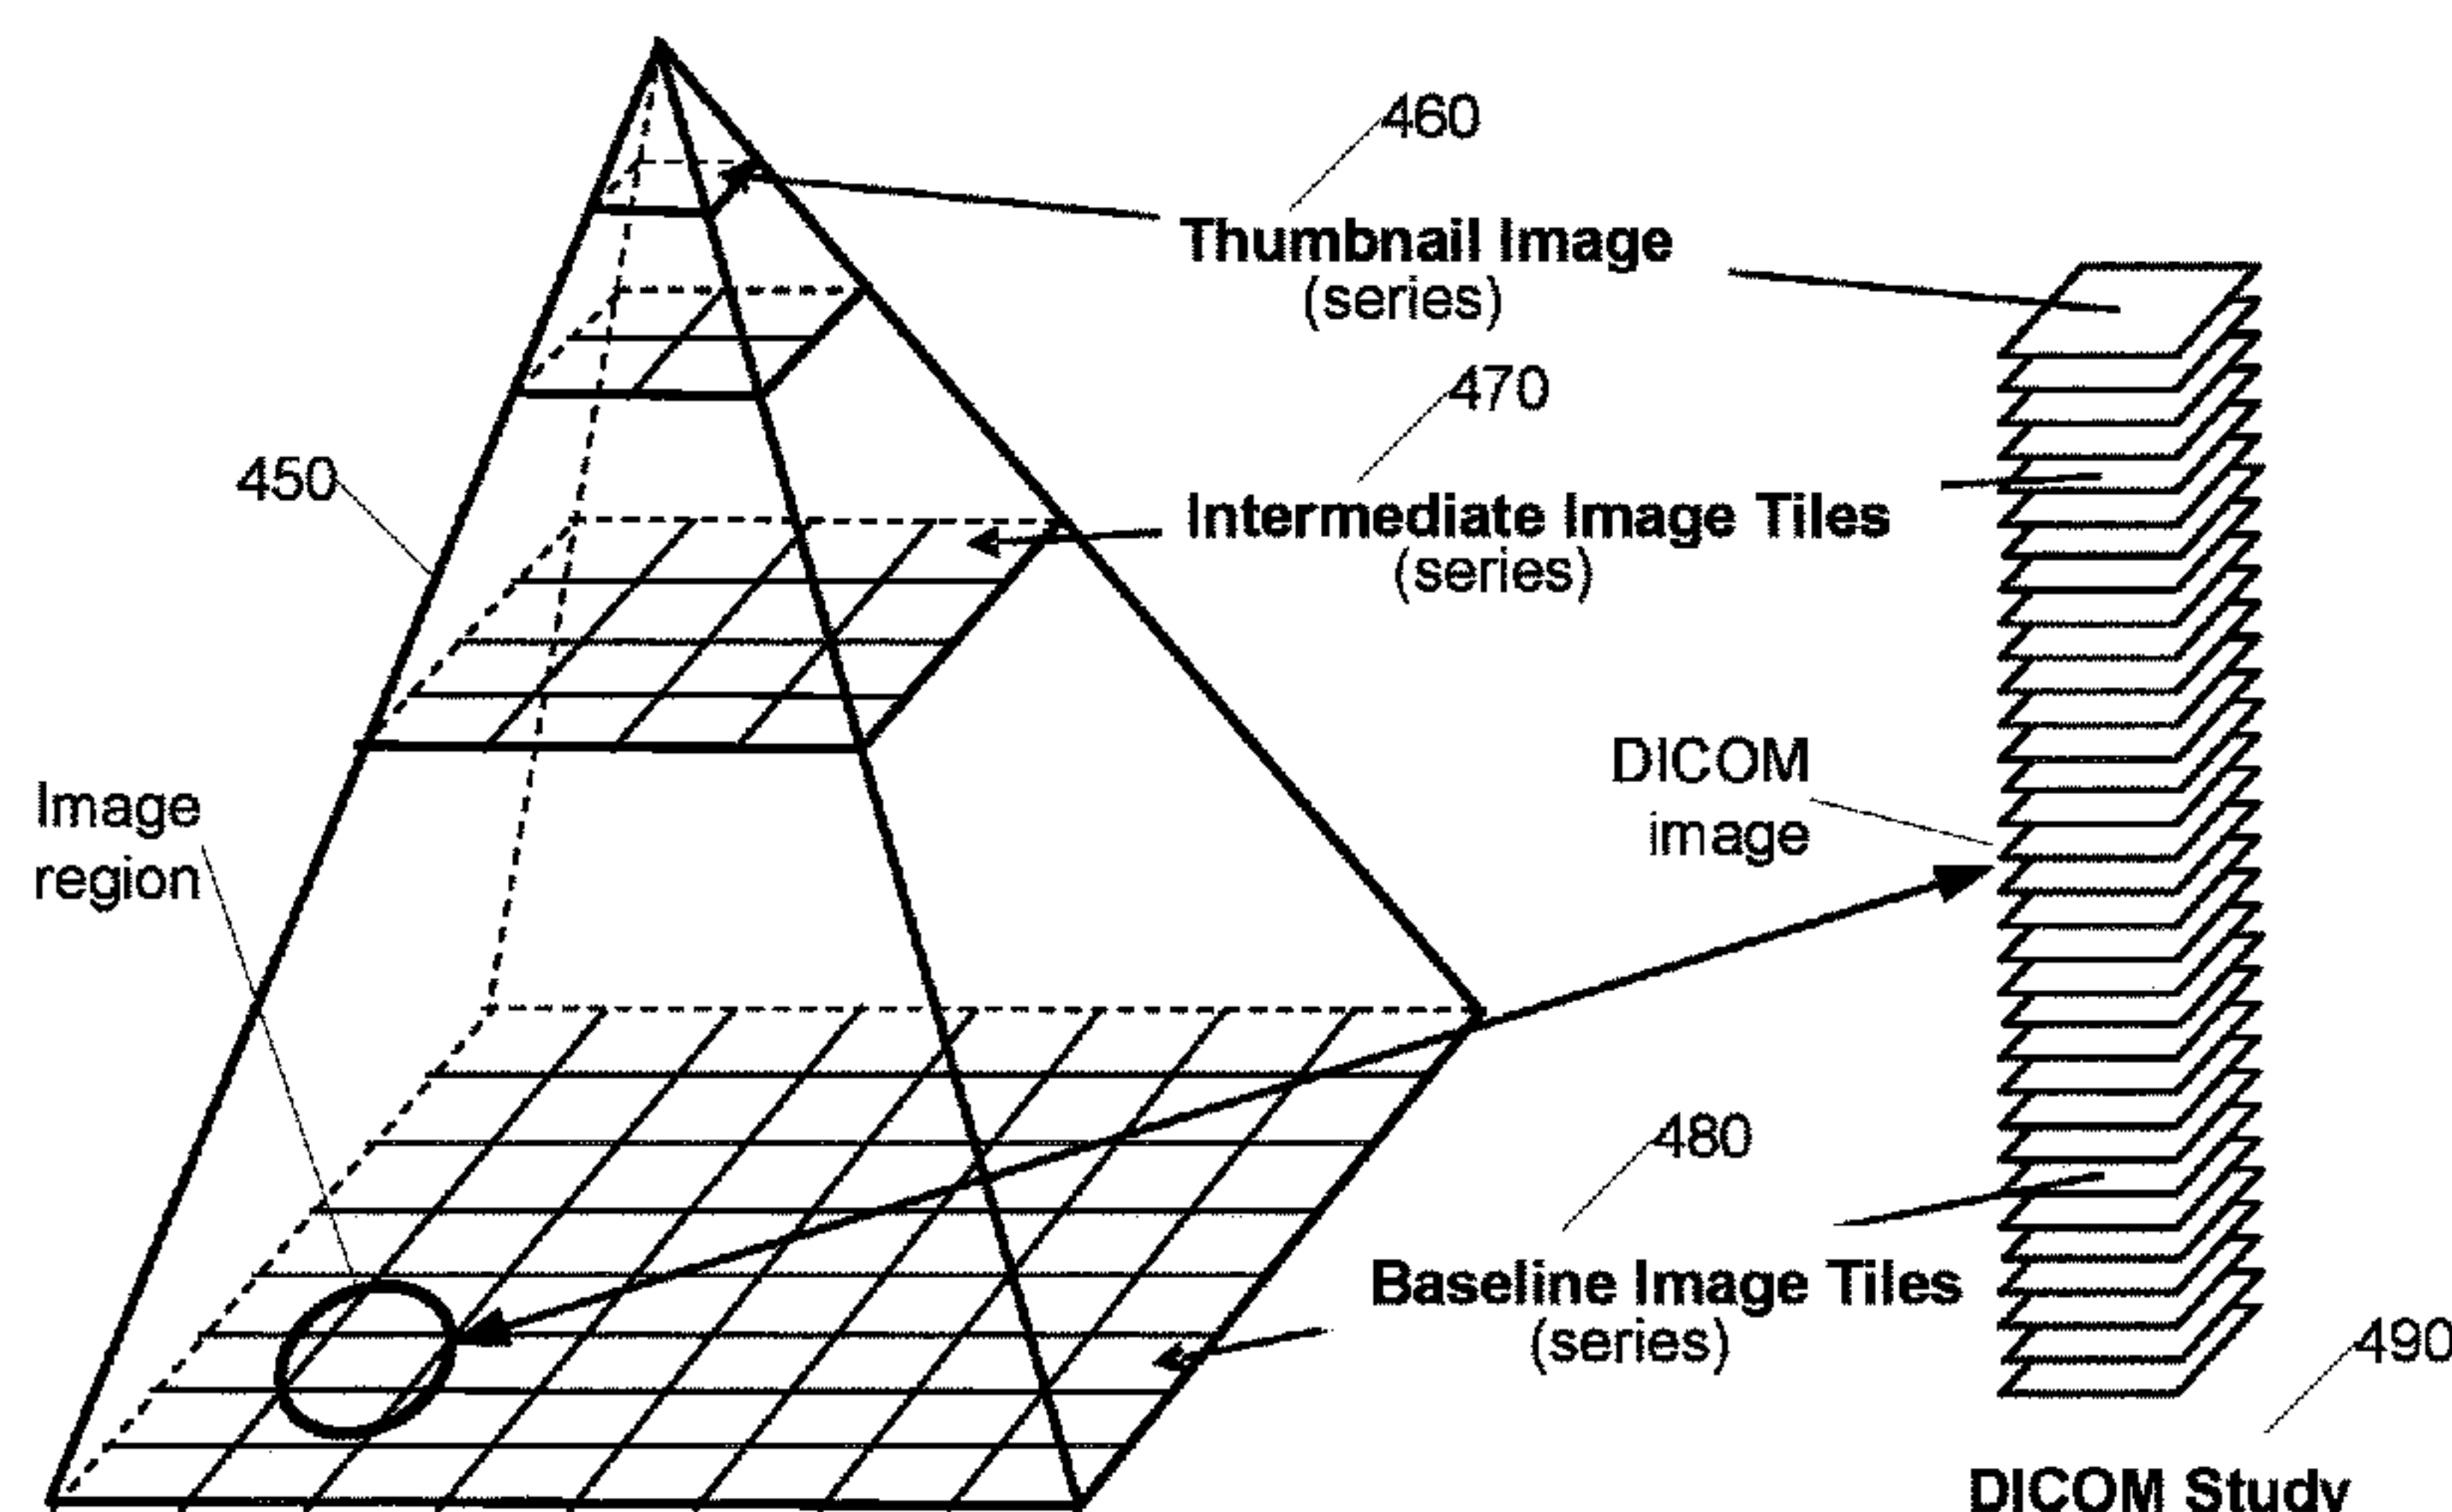 460
Thumbnail Image
(series)
470
450
Intermediate Image Tiles
(series)
DICOM
image
Image
region
480
Baseline Image Tiles
(series)
490
DICOM Study